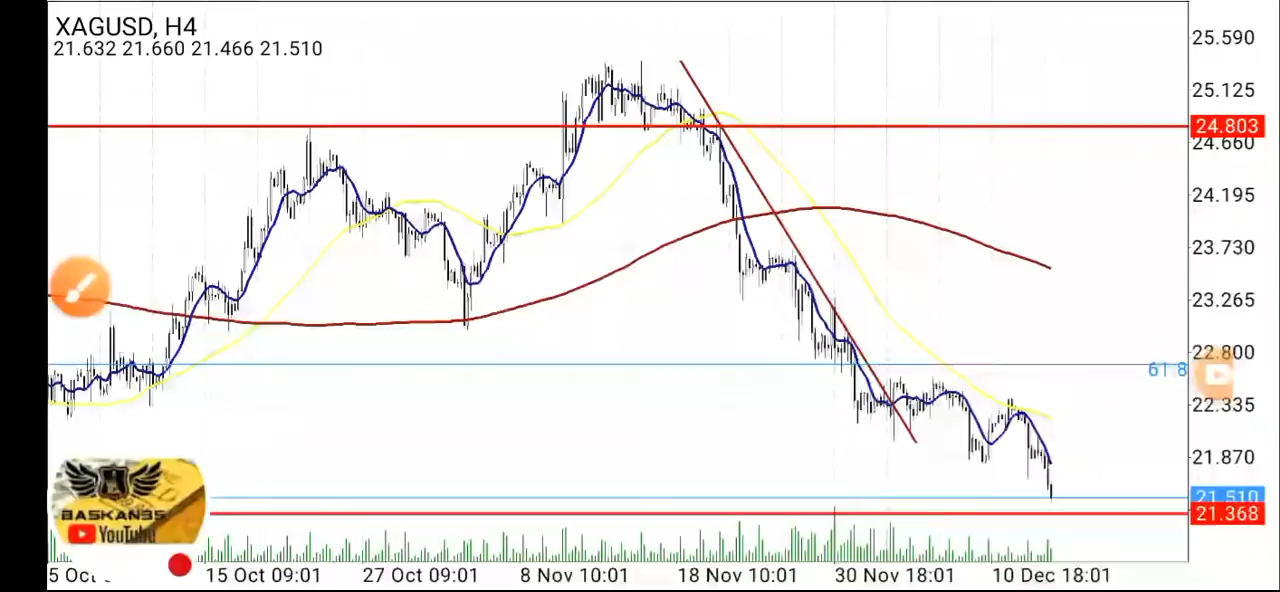 XAGUSD, H4
21.632 21.660 21.466 21.510
25.590
25.125
24.803
24.660
24.195
23.730
23.265
22.800
61.8
22.335
21.870
21.510
21.368
BASKAN35
YouTube
15 Oct 09:01
27 Oct 09:01
8 Nov 10:01
18 Nov 10:01
30 Nov 18:01
10 Dec 18:01